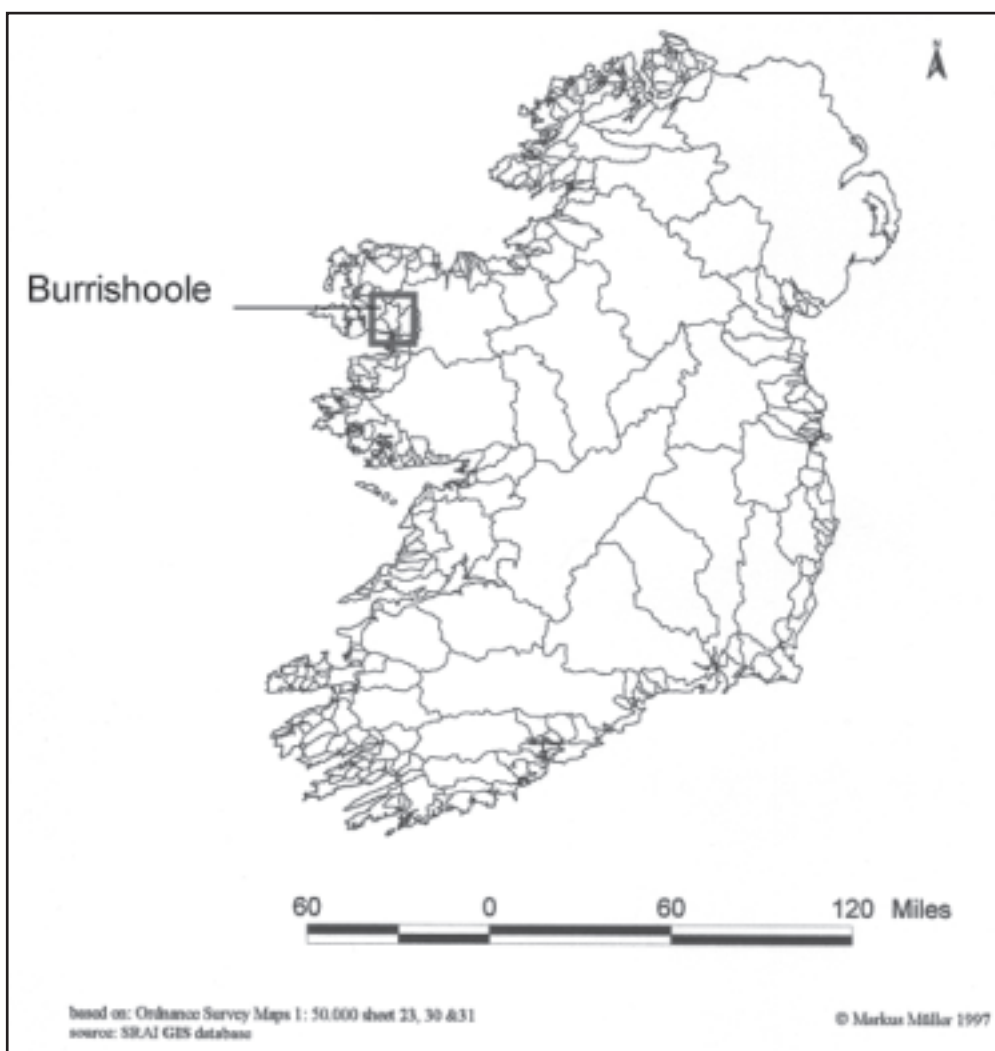 N
Burrishoole
60 0 60 120 Miles
based on: Ordnance Survey Maps 1: 50.000 sheet 23, 30 &31
source: SRAI GIS database
© Markus Müller 1997